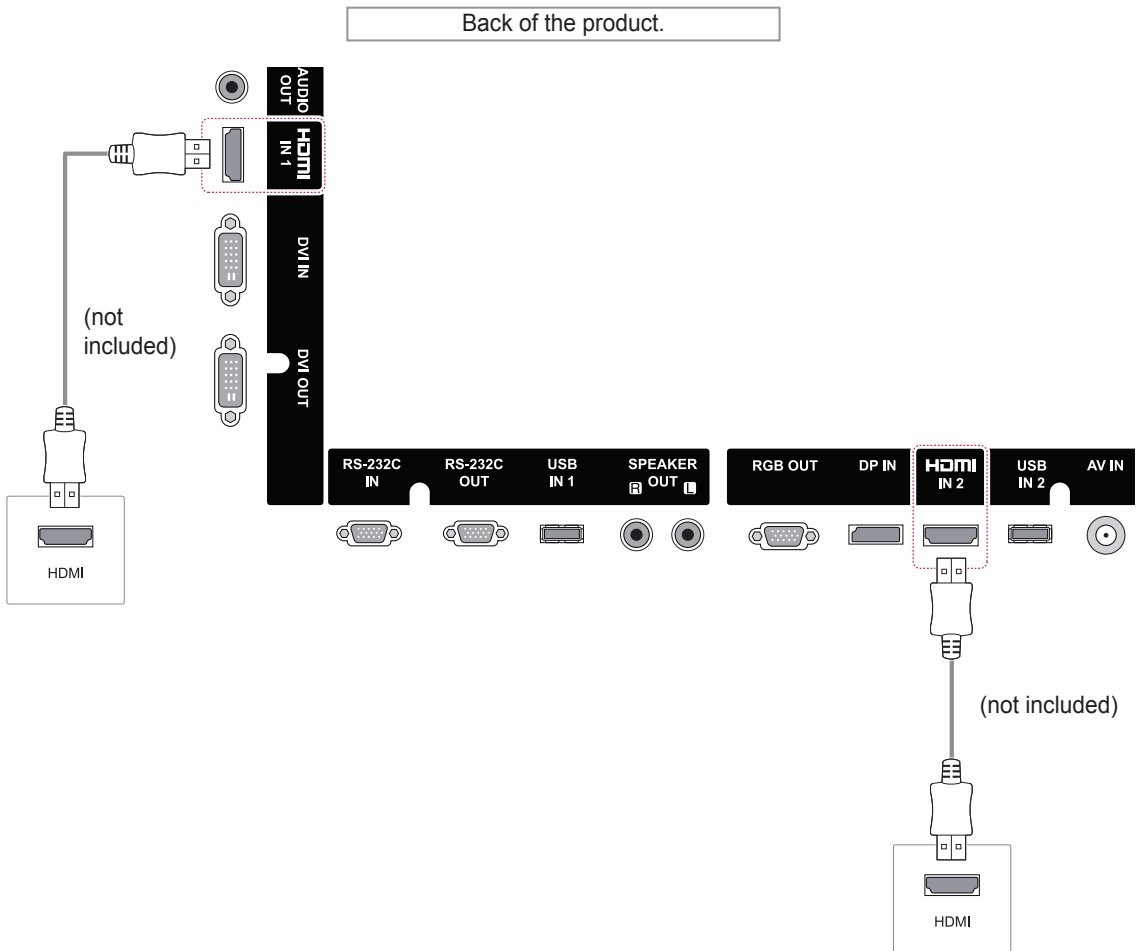 Back of the product.
AUDIO
OUT
HDMI
IN 1
DVI IN
(not
included)
DVI OUT
HDMI
RS-232C
IN
RS-232C
OUT
USB
IN 1
SPEAKER
R OUT L
RGB OUT
DP IN
HDMI
IN 2
USB
IN 2
AV IN
(not included)
HDMI